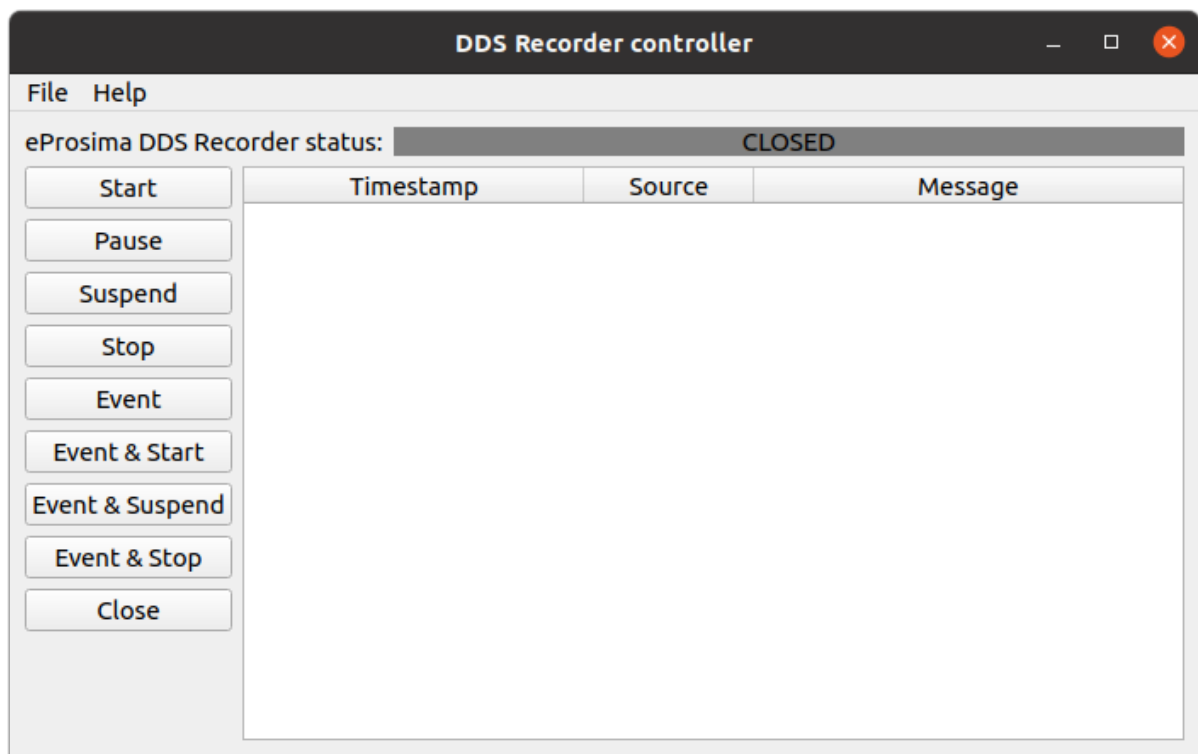 DDS Recorder controller
File Help
eProsima DDS Recorder status: CLOSED
Start
Timestamp Source Message
Pause
Suspend
Stop
Event
Event & Start
Event & Suspend
Event & Stop
Close